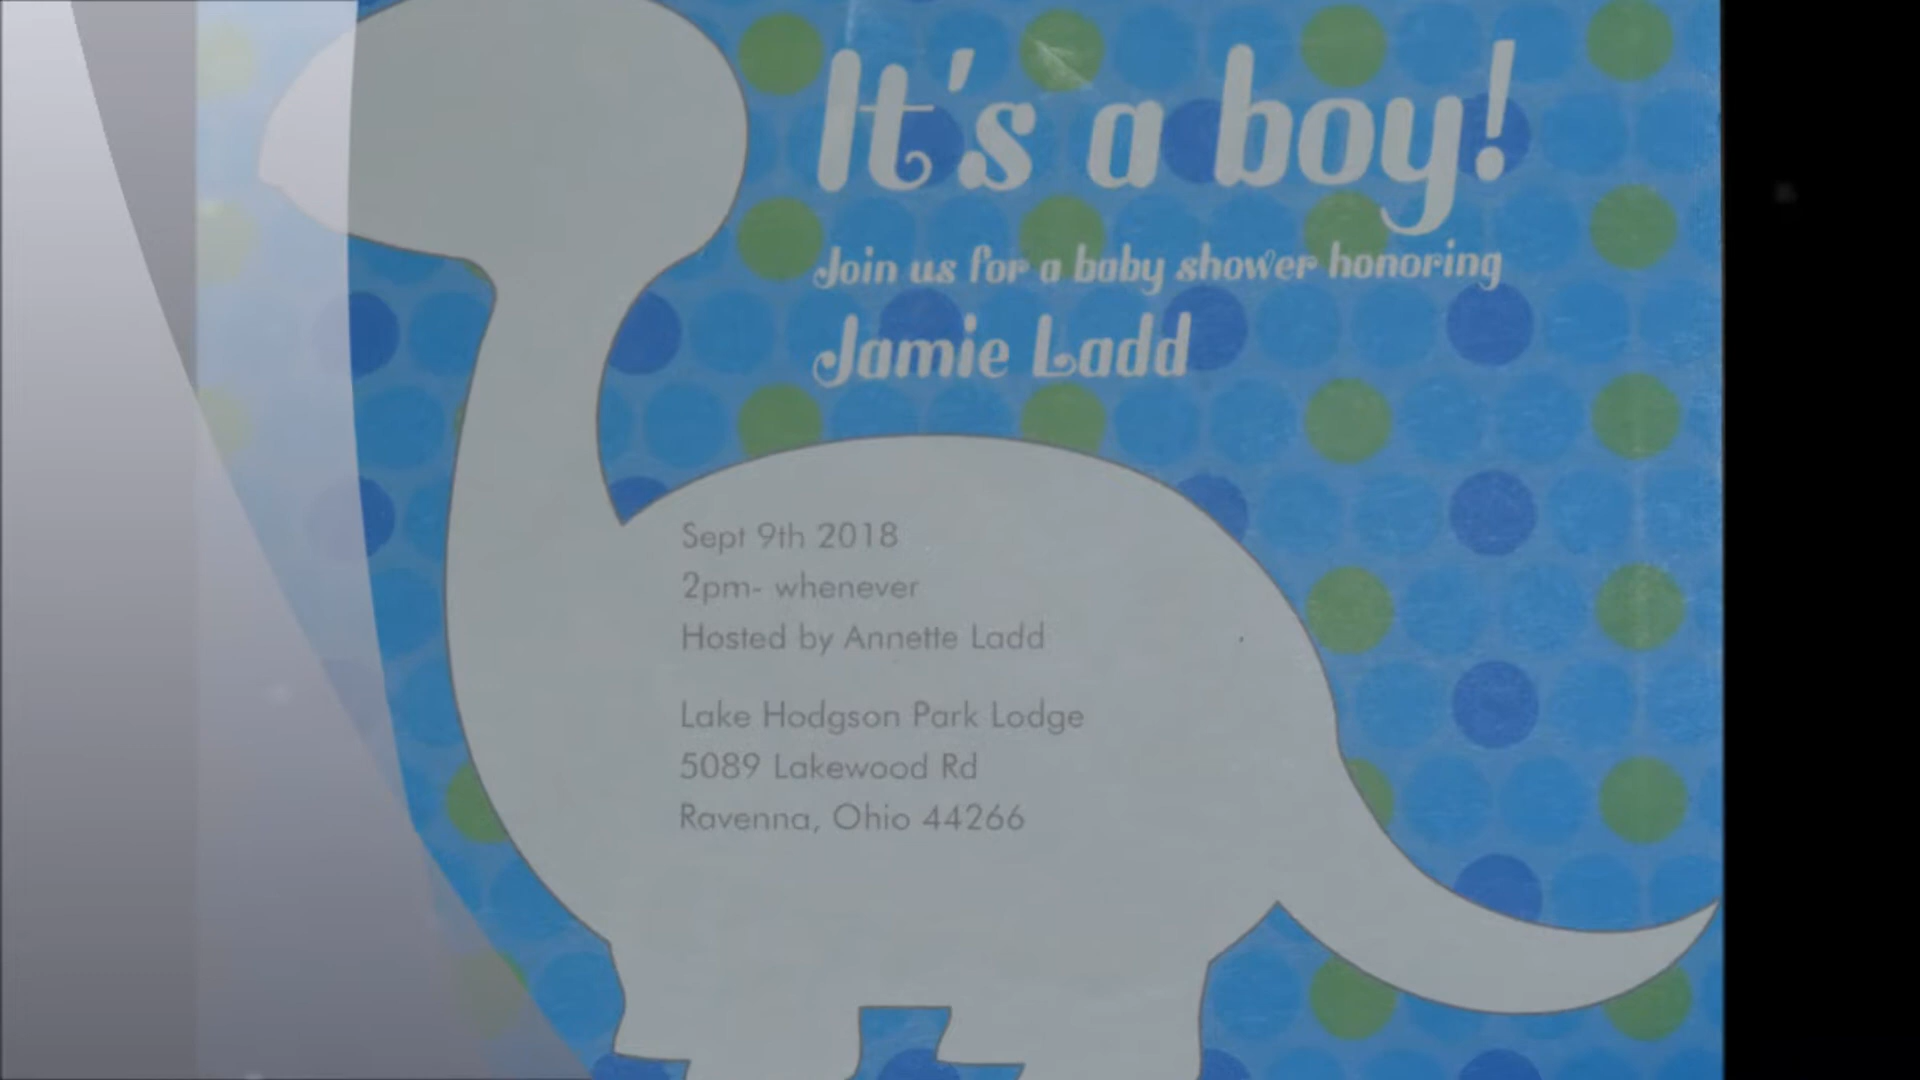 It's a boy!
Join us for a baby shower honoring
Jamie Ladd
Sept 9th 2018
2pm- whenever
Hosted by Annette Ladd
Lake Hodgson Park Lodge
5089 Lakewood Rd
Ravenna, Ohio 44266